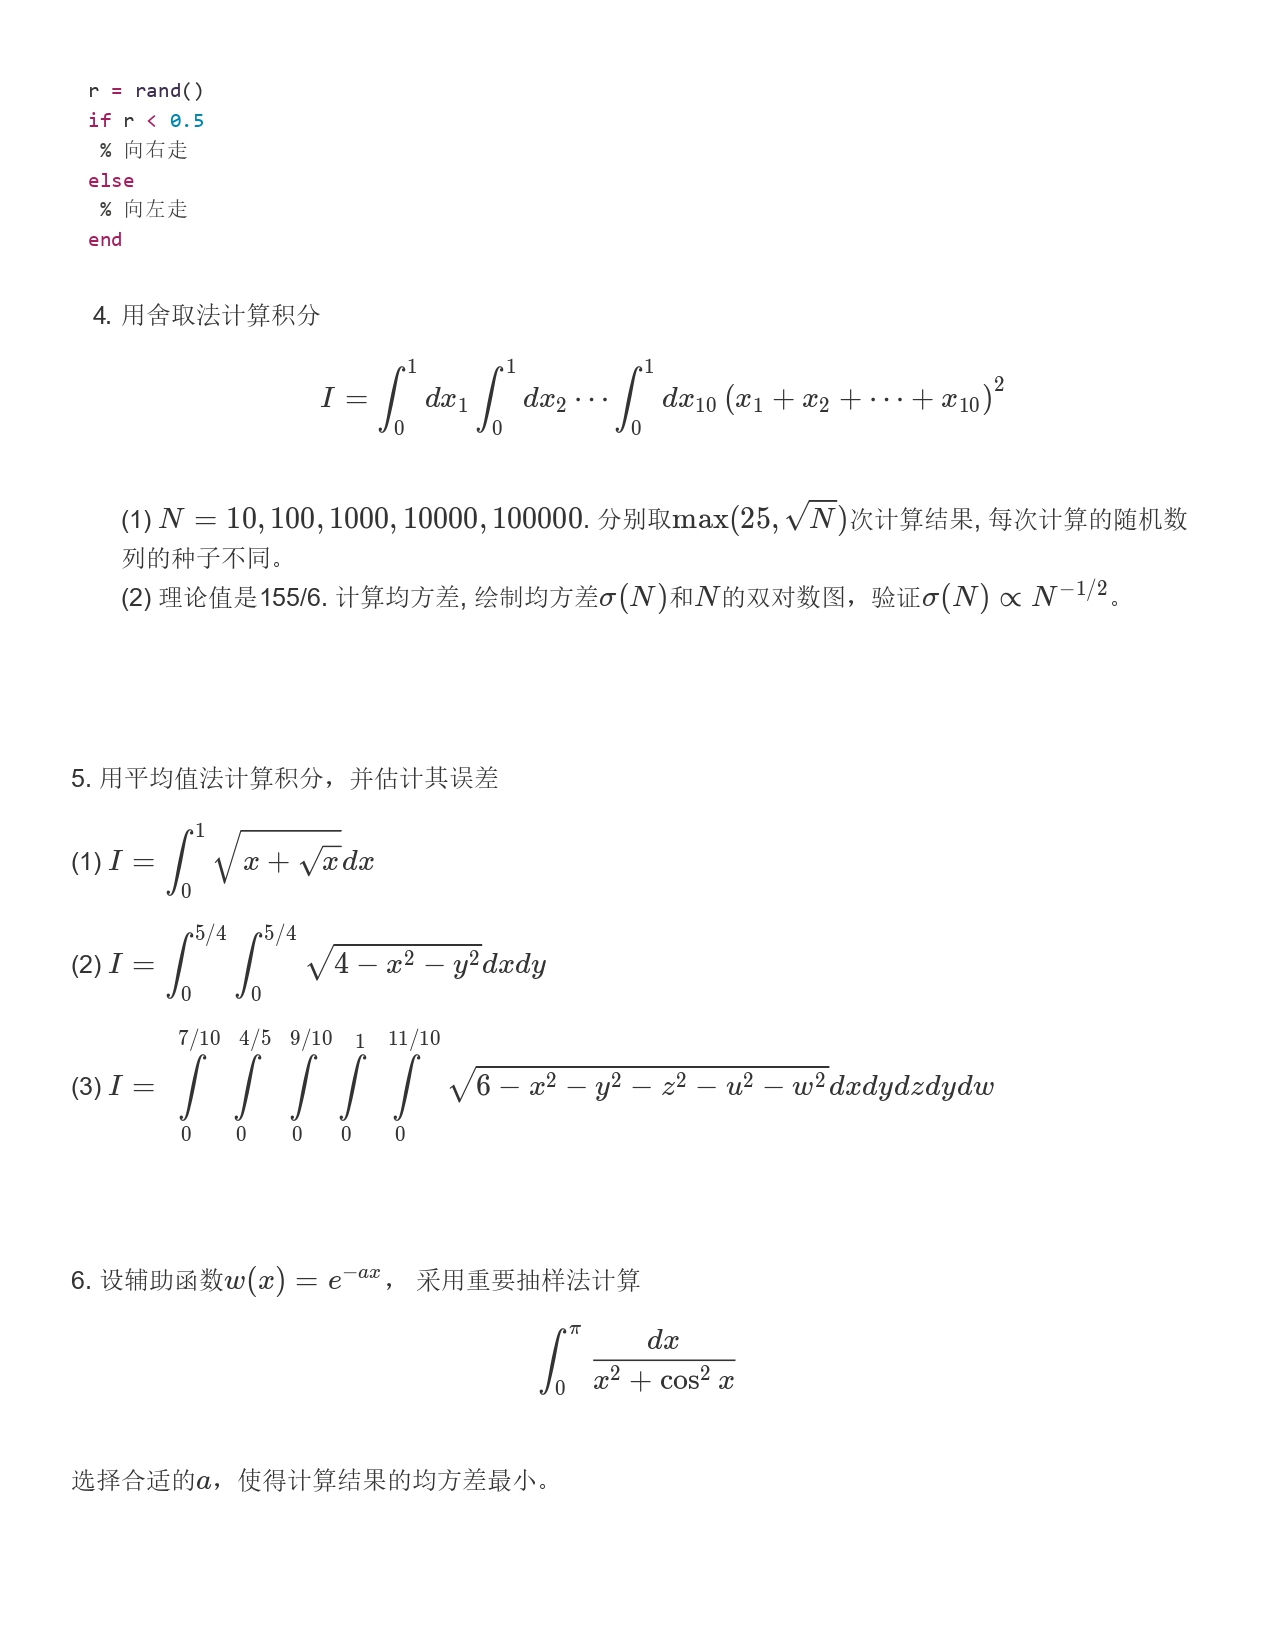 r = rand()
if r < 0.5
% 向右走
else
% 向左走
end
4. 用舍取法计算积分
$I = \int_0^1 dx_1 \int_0^1 dx_2 \cdots \int_0^1 dx_{10} (x_1 + x_2 + \cdots + x_{10})^2$
(1) $N = 10, 100, 1000, 10000, 100000$. 分别取$\max(25, \sqrt{N})$次计算结果, 每次计算的随机数
列的种子不同。
(2) 理论值是155/6. 计算均方差, 绘制均方差$\sigma(N)$和$N$的双对数图，验证$\sigma(N) \propto N^{-1/2}$。
5. 用平均值法计算积分，并估计其误差
(1) $I = \int_0^1 \sqrt{x + \sqrt{x}} dx$
(2) $I = \int_0^{5/4} \int_0^{5/4} \sqrt{4 - x^2 - y^2} dxdy$
(3) $I = \int_0^{7/10} \int_0^{4/5} \int_0^{9/10} \int_0^1 \int_0^{11/10} \sqrt{6 - x^2 - y^2 - z^2 - u^2 - w^2} dxdydzdydw$
6. 设辅助函数$w(x) = e^{-ax}$， 采用重要抽样法计算
$\int_0^\pi \frac{dx}{x^2 + \cos^2 x}$
选择合适的$a$，使得计算结果的均方差最小。